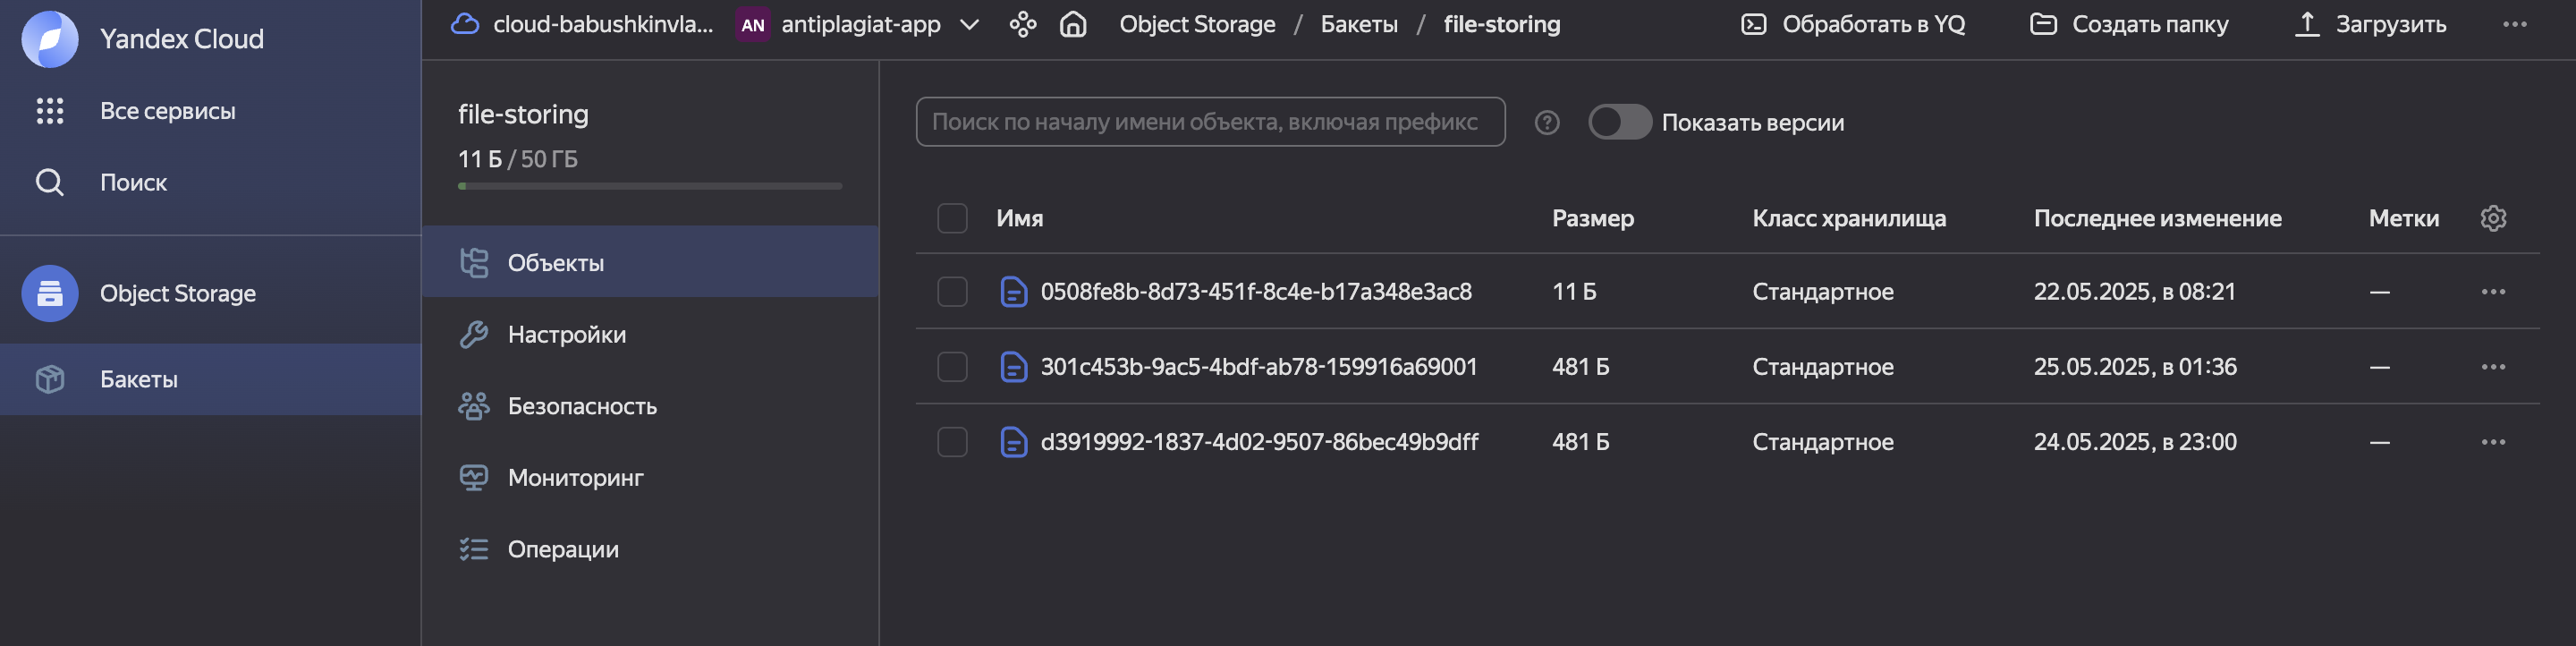 Yandex Cloud
Все сервисы
Поиск
Object Storage
Бакеты
cloud-babushkinvla... AN antiplagiat-app Object Storage / Бакеты / file-storing Обработать в YQ Создать папку Загрузить
file-storing
11 Б / 50 ГБ
Объекты
Настройки
Безопасность
Мониторинг
Операции
Поиск по началу имени объекта, включая префикс Показать версии
Имя Размер Класс хранилища Последнее изменение Метки
0508fe8b-8d73-451f-8c4e-b17a348e3ac8 11 Б Стандартное 22.05.2025, в 08:21 —
301c453b-9ac5-4bdf-ab78-159916a69001 481 Б Стандартное 25.05.2025, в 01:36 —
d3919992-1837-4d02-9507-86bec49b9dff 481 Б Стандартное 24.05.2025, в 23:00 —